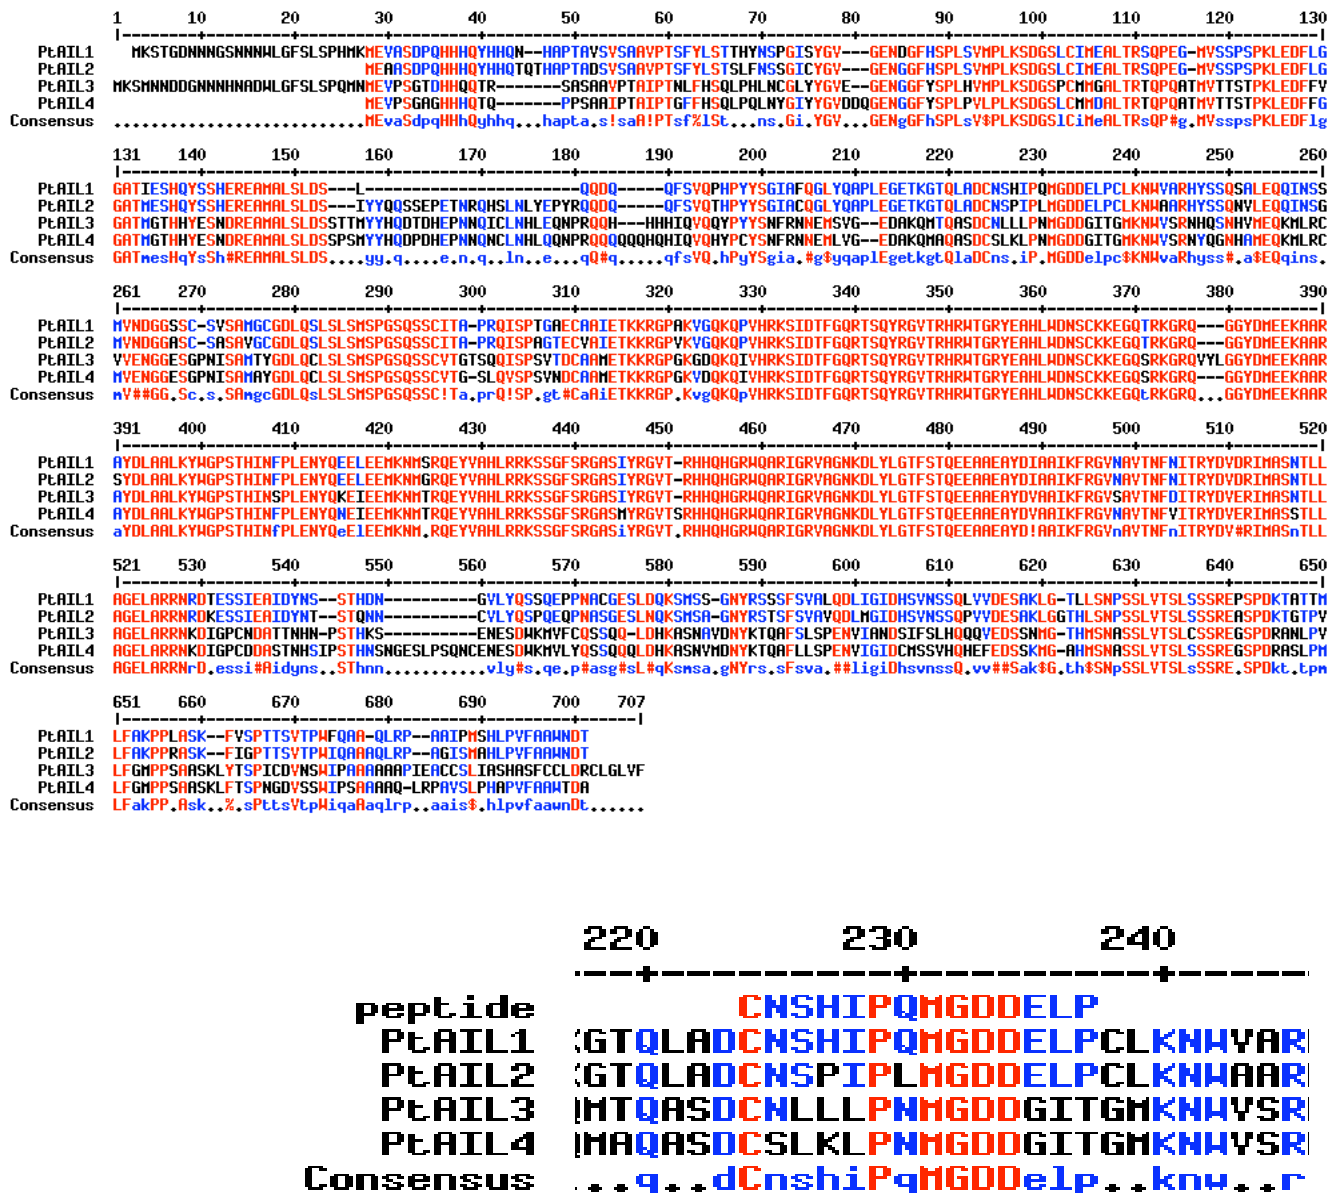 1 10 20 30 40 50 60 70 80 90 100 110 120 130
PtAIL1 MKSTGDNNNGSNNNWLGFSLSPHMKMEVASDPQHHHQYHHQN--HAPTAVSVSAAVPTSFYLSTTHYNSPGISYGV---GENDGFHSPLSVMPLKSDGSLCIMEALTRSQPEG-MVSSPSPKLEDFLG
PtAIL2 MEAASDPQHHHQYHHQTQTHAPTADSVSAAVPTSFYLSTSLFNSSGICYGV---GENGGFHSPLSVMPLKSDGSLCIMEALTRSQPEG-MVSSPSPKLEDFLG
PtAIL3 MKSMNNDDGNNNHNADWLGFSLSPQMNMEVPSGTDHHQQTR-------SASAAVPTAIPTNLFHSQLPHLNCGLYYGVE--GENGGFYSPLHVMPLKSDGSPCMMGALTRTQPQATMVTTSTPKLEDFFV
PtAIL4 MEVPSGAGHHHQTQ-------PPSAAIPTAIPTGFFHSQLPQLNYGIYYGVDDQGENGGFYSPLPVLPLKSDGSLCMMDALTRTQPQATMVTTSTPKLEDFFG
Consensus ...........................MEvaSdpqHHhQyhhq...hapta.s!saA!PTsf%lSt...ns.Gi.YGV...GENgGFhSPLsV$PLKSDGSlCiMeALTRsQP#g.MVsspsPKLEDFlg
131 140 150 160 170 180 190 200 210 220 230 240 250 260
PtAIL1 GATIESHQYSSHEREAMALSLDS---L-----------------------QQDQ-----QFSVQPHPYYSGIAFQGLYQAPLEGETKGTQLADCNSHIPQMGDDELPCLKNWVARHYSSQSALEQQINSS
PtAIL2 GATMESHQYSSHEREAMALSLDS---IYYQQSSEPETNRQHSLNLYEPYRQQDQ-----QFSVQTHPYYSGIACQGLYQAPLEGETKGTQLADCNSPIPLMGDDELPCLKNWAARHYSSQNVLEQQINSG
PtAIL3 GATMGTHHYESNDREAMALSLDSSTTMYYHQDTDHEPNNQICLNHLEQNPRQQH---HHHIQVQQYPYYSNFRNNEMSVG--EDAKQMTQASDCNLLLPNMGDDGITGMKNWVSRNHQSNHVMEQKMLRC
PtAIL4 GATMGTHHYESNDREAMALSLDSSPSMYYHQDPDHEPNNQNCLNHLQQNPRQQQQQQHQHIQVQHYPCYSNFRNNEMLVG--EDAKQMAQASDCSLKLPNMGDDGITGMKNWVSRNYQGNHAMEQKMLRC
Consensus GATmesHqYsSh#REAMALSLDS....yy.q....e.n.q..ln..e...qQ#q.....qfsVQ.hPyYSgia.#g$yqaplEgetkgtQlaDCns.iP.MGDDelpc$KNWvaRhyss#.a$EQqins.
261 270 280 290 300 310 320 330 340 350 360 370 380 390
PtAIL1 MVNDGGSSC-SVSAMGCGDLQSLSLSMSPGSQSSCITA-PRQISPTGAECAAIETKKRGPAKVGQKQPVHRKSIDTFGQRTSQYRGVTRHRWTGRYEAHLWDNSCKKEGQTRKGRQ---GGYDMEEKAAR
PtAIL2 MVNDGGASC-SASAVGCGDLQSLSLSMSPGSQSSCITA-PRQISPAGTECVAIETKKRGPVKVGQKQPVHRKSIDTFGQRTSQYRGVTRHRWTGRYEAHLWDNSCKKEGQTRKGRQ---GGYDMEEKAAR
PtAIL3 VVENGGESGPNISAMTYGDLQCLSLSMSPGSQSSCVTGTSQQISPSVTDCAAMETKKRGPGKGDQKQIVHRKSIDTFGQRTSQYRGVTRHRWTGRYEAHLWDNSCKKEGQSRKGRQVYLGGYDMEEKAAR
PtAIL4 MVENGGESGPNISAMAYGDLQCLSLSMSPGSQSSCVTG-SLQVSPSVNDCAAMETKKRGPGKVDQKQIVHRKSIDTFGQRTSQYRGVTRHRWTGRYEAHLWDNSCKKEGQSRKGRQ---GGYDMEEKAAR
Consensus mV##GG.Sc.s.SAmgcGDLQsLSLSMSPGSQSSC!Ta.prQ!SP.gt#CaAiETKKRGP.KvgQKQpVHRKSIDTFGQRTSQYRGVTRHRWTGRYEAHLWDNSCKKEGQtRKGRQ...GGYDMEEKAAR
391 400 410 420 430 440 450 460 470 480 490 500 510 520
PtAIL1 AYDLAALKYWGPSTHINFPLENYQEELEEMKNMSRQEYVAHLRRKSSGFSRGASIYRGVT-RHHQHGRWQARIGRVAGNKDLYLGTFSTQEEAAEAYDIAAIKFRGVNAVTNFNITRYDVDRIMASNTLL
PtAIL2 SYDLAALKYWGPSTHINFPLENYQEELEEMKNMGRQEYVAHLRRKSSGFSRGASIYRGVT-RHHQHGRWQARIGRVAGNKDLYLGTFSTQEEAAEAYDIAAIKFRGVNAVTNFNITRYDVDRIMASNTLL
PtAIL3 AYDLAALKYWGPSTHINSPLENYQKEIEEMKNMTRQEYVAHLRRKSSGFSRGASIYRGVT-RHHQHGRWQARIGRVAGNKDLYLGTFSTQEEAAEAYDVAAIKFRGVSAVTNFDITRYDVERIMASNTLL
PtAIL4 AYDLAALKYWGPSTHINFPLENYQNEIEEMKNMTRQEYVAHLRRKSSGFSRGASMYRGVTSRHHQHGRWQARIGRVAGNKDLYLGTFSTQEEAAEAYDVAAIKFRGVNAVTNFVITRYDVERIMASSTLL
Consensus aYDLAALKYWGPSTHINfPLENYQeElEEMKNM.RQEYVAHLRRKSSGFSRGASiYRGVT.RHHQHGRWQARIGRVAGNKDLYLGTFSTQEEAAEAYD!AAIKFRGVnAVTNFnITRYDV#RIMASnTLL
521 530 540 550 560 570 580 590 600 610 620 630 640 650
PtAIL1 AGELARRNRDTESSIEAIDYNS--STHDN----------GVLYQSSQEPPNACGESLDQKSMSS-GNYRSSSFSVALQDLIGIDHSVNSSQLVVDESAKLG-TLLSNPSSLVTSLSSSREPSPDKTATTM
PtAIL2 AGELARRNRDKESSIEAIDYNT--STQNN----------CVLYQSPQEQPNASGESLNQKSMSA-GNYRSTSFSVAVQDLMGIDHSVNSSQPVVDESAKLGGTHLSNPSSLVTSLSSSREASPDKTGTPV
PtAIL3 AGELARRNKDIGPCNDATTNHN-PSTHKS----------ENESDWKMVFCQSSQQ-LDHKASNAVDNYKTQAFSLSPENVIANDSIFSLHQQQVEDSSNMG-THMSNASSLVTSLCSSREGSPDRANLPV
PtAIL4 AGELARRNKDIGPCDDASTNHSIPSTHNSNGESLPSQNCENESDWKMVLYQSSQQQLDHKASNVMDNYKTQAFLLSPENVIGIDCMSSVHQHEFEDSSKMG-AHMSNASSLVTSLSSSREGSPDRASLPM
Consensus AGELARRNrD.essi#Aidyns..SThnn...........vly#s.qe.p#asg#sL#qKsmsa.gNYrs.sFsva.##ligiDhsvnssQ.vv##Sak$G.th$SNpSSLVTSLsSSRE.SPDkt.tpm
651 660 670 680 690 700 707
PtAIL1 LFAKPPLASK--FVSPTTSVTPWFQAA-QLRP--AAIPMSHLPVFAAWNDT
PtAIL2 LFAKPPRASK--FIGPTTSVTPWIQAAAQLRP--AGISMAHLPVFAAWNDT
PtAIL3 LFGMPPSAASKLYTSPICDVNSWIPAAAAAAPIEACCSLIASHASFCCLDRCLGLVF
PtAIL4 LFGMPPSAASKLFTSPNGDVSSWIPSAAAAQ-LRPAVSLPHAPVFAAWTDA
Consensus LFakPP.Ask..%.sPttsVtpWiqaAaqlrp..aais$.hlpvfaawnDt......
220 230 240
peptide CNSHIPQMGDDELP
PtAIL1 GTQLADCNSHIPQMGDDELPCLKNWVAR
PtAIL2 GTQLADCNSPIPLMGDDELPCLKNWAAR
PtAIL3 MTQASDCNLLLPNMGDDGITGMKNWVSR
PtAIL4 MAQASDCSLKLPNMGDDGITGMKNWVSR
Consensus ..q..dCnshiPqMGDDelp..knw..r